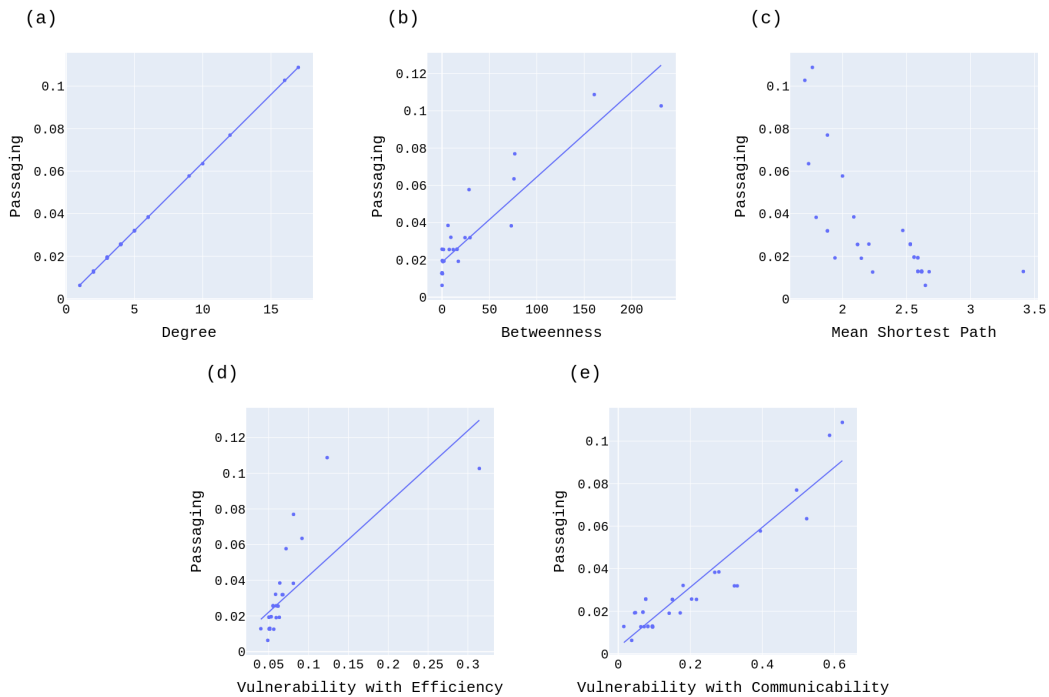 (a)
Passaging
0.1
0.08
0.06
0.04
0.02
0
0 5 10 15
Degree
(b)
Passaging
0.12
0.1
0.08
0.06
0.04
0.02
0
0 50 100 150 200
Betweenness
(c)
Passaging
0.1
0.08
0.06
0.04
0.02
0
2 2.5 3 3.5
Mean Shortest Path
(d)
Passaging
0.12
0.1
0.08
0.06
0.04
0.02
0
0.05 0.1 0.15 0.2 0.25 0.3
Vulnerability with Efficiency
(e)
Passaging
0.1
0.08
0.06
0.04
0.02
0
0 0.2 0.4 0.6
Vulnerability with Communicability